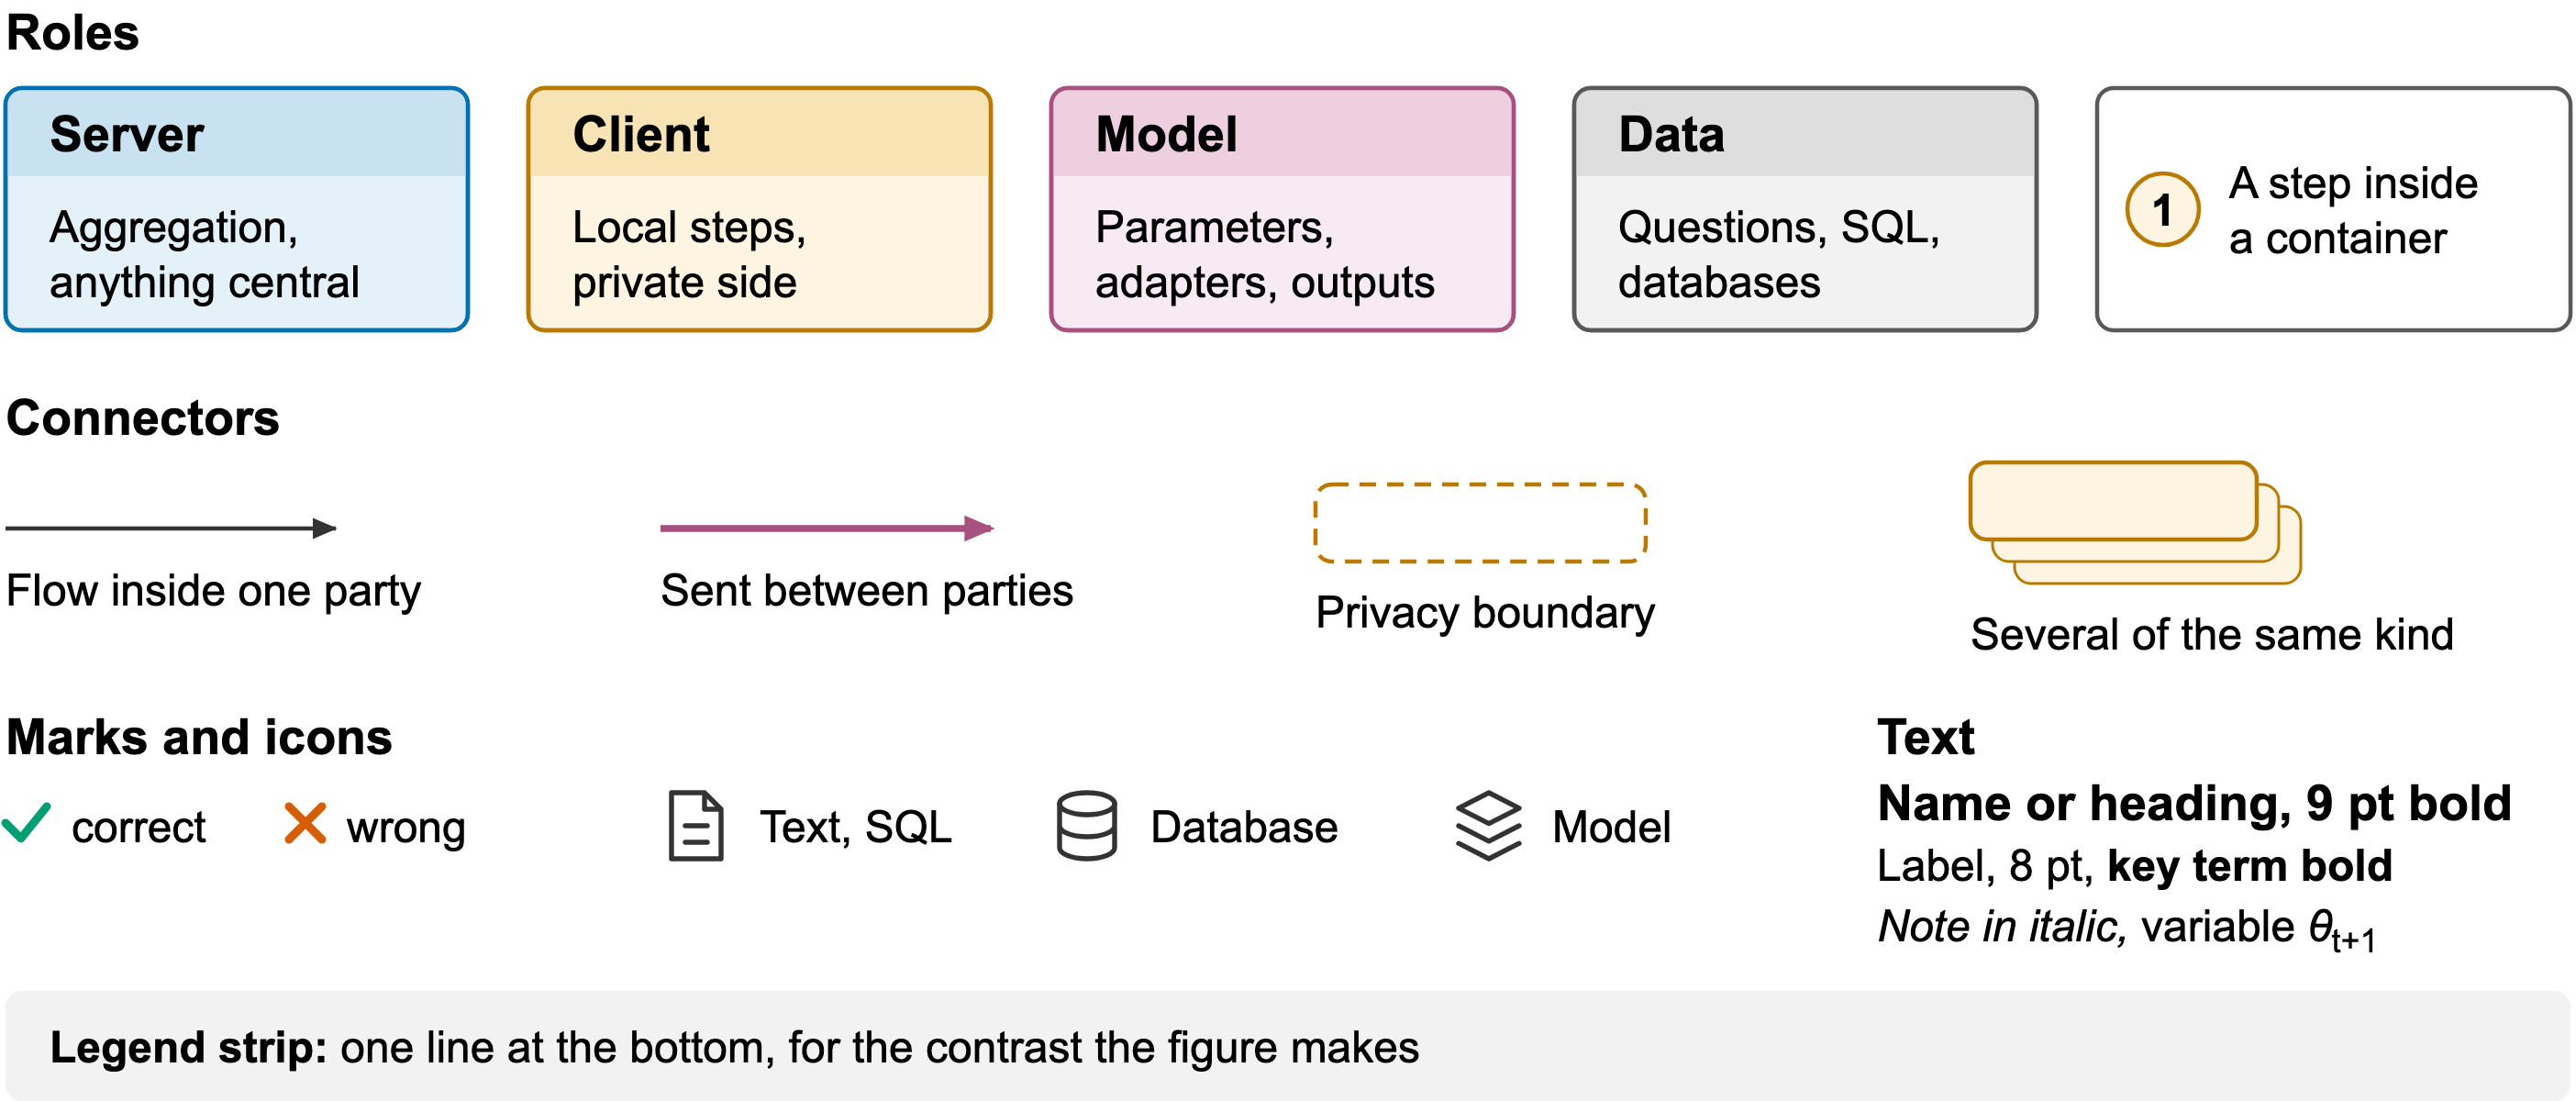 Roles
Server
Aggregation,
anything central
Client
Local steps,
private side
Model
Parameters,
adapters, outputs
Data
Questions, SQL,
databases
1
A step inside
a container
Connectors
Flow inside one party
Sent between parties
Privacy boundary
Several of the same kind
Marks and icons
correct
wrong
Text, SQL
Database
Model
Text
Name or heading, 9 pt bold
Label, 8 pt, key term bold
Note in italic, variable θt+1
Legend strip: one line at the bottom, for the contrast the figure makes